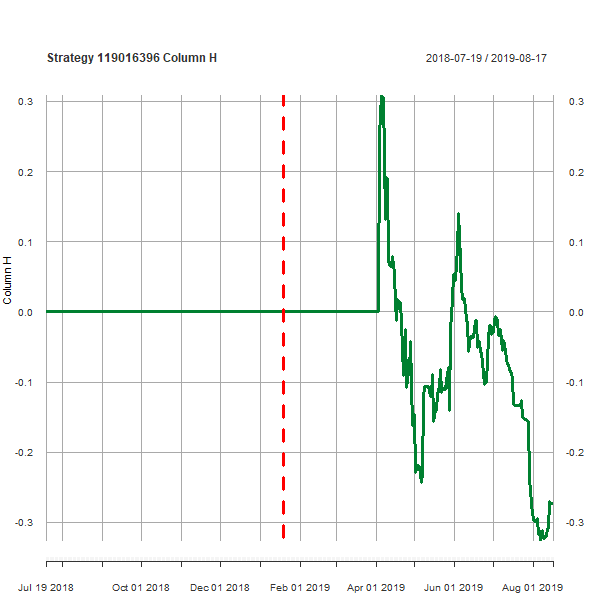 Strategy 119016396 Column H
2018-07-19 / 2019-08-17
0.3 0.3
0.2 0.2
0.1 0.1
Column H
0.0 0.0
-0.1 -0.1
-0.2 -0.2
-0.3 -0.3
Jul 19 2018 Oct 01 2018 Dec 01 2018 Feb 01 2019 Apr 01 2019 Jun 01 2019 Aug 01 2019